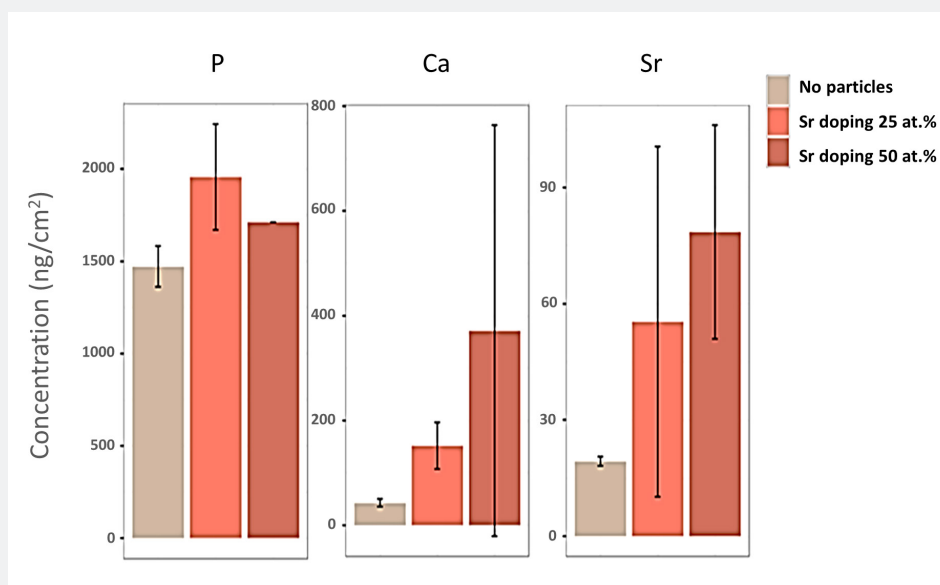 P
Ca
Sr
No particles
Sr doping 25 at.%
Sr doping 50 at.%
Concentration (ng/cm²)
2000
1500
1000
500
0
800
600
400
200
0
90
60
30
0